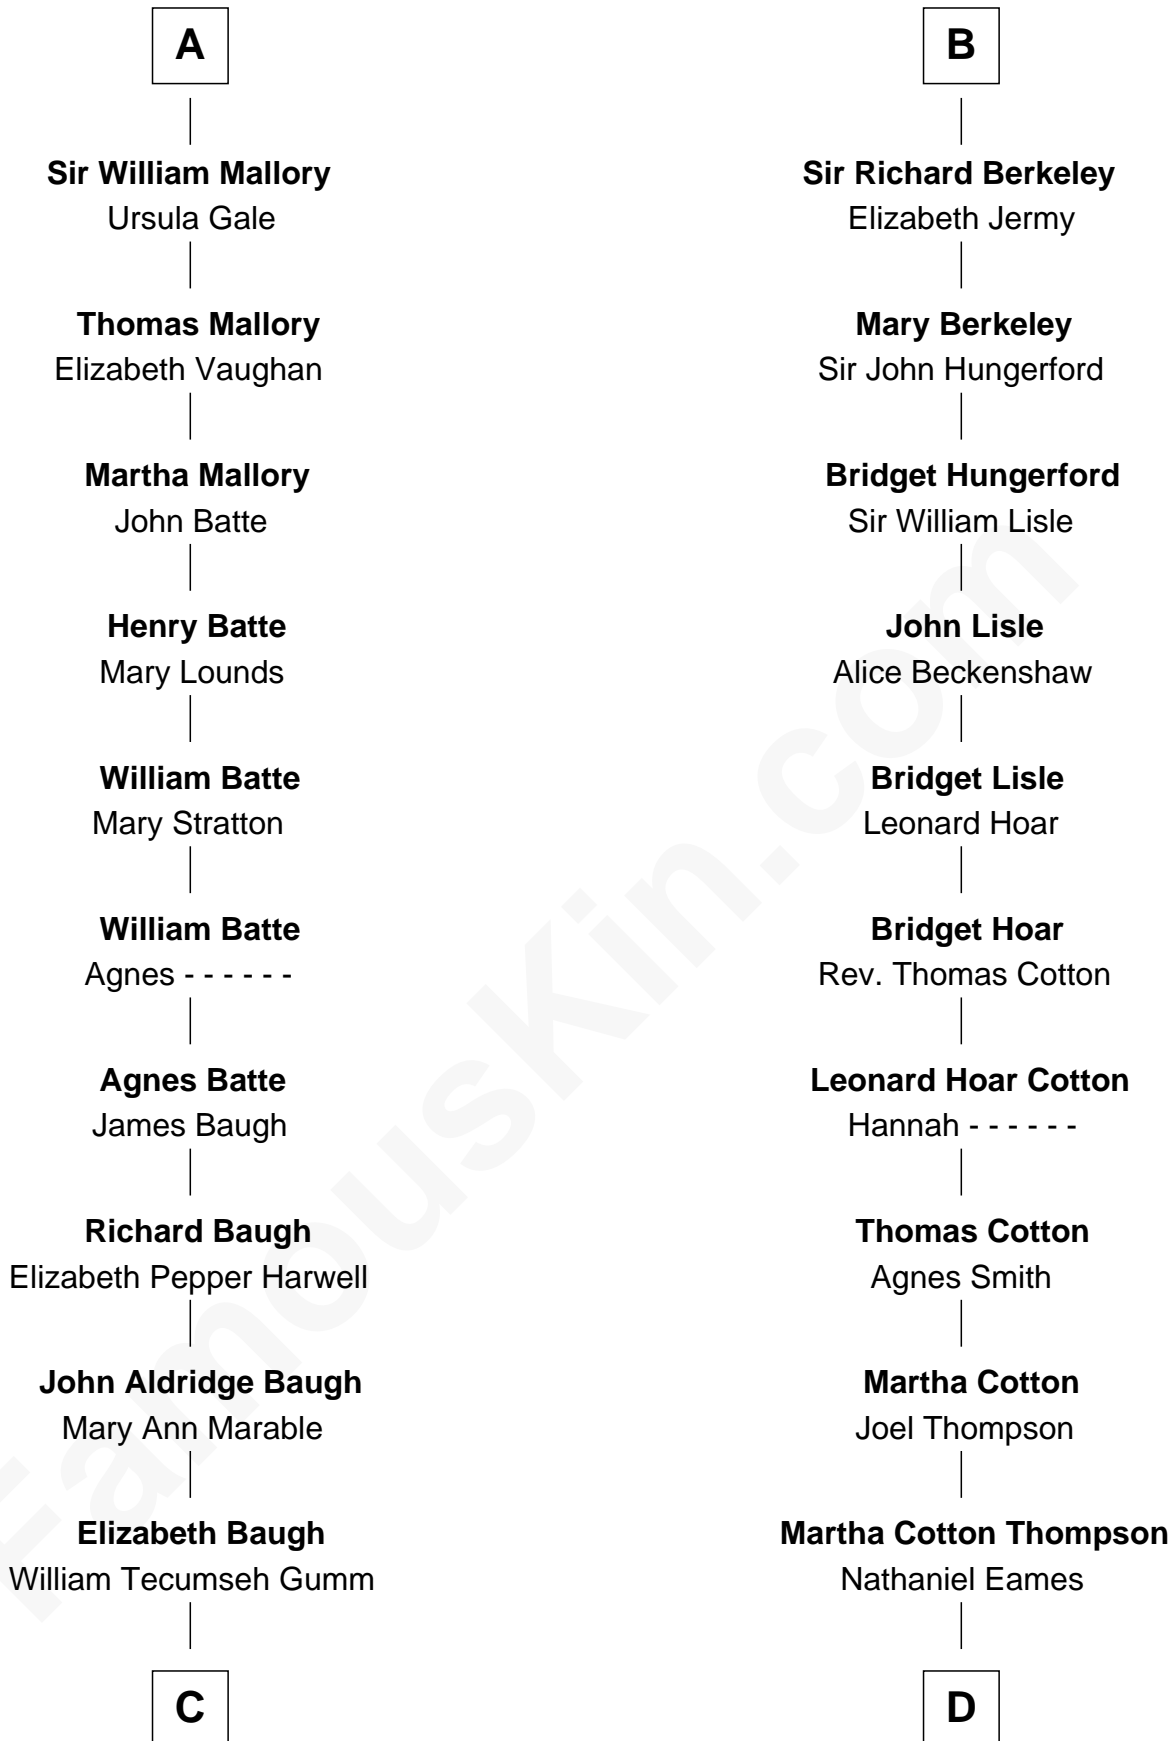 A
Sir William Mallory
Ursula Gale
Thomas Mallory
Elizabeth Vaughan
Martha Mallory
John Batte
Henry Batte
Mary Lounds
William Batte
Mary Stratton
William Batte
Agnes - - - - - -
Agnes Batte
James Baugh
Richard Baugh
Elizabeth Pepper Harwell
John Aldridge Baugh
Mary Ann Marable
Elizabeth Baugh
William Tecumseh Gumm
C
B
Sir Richard Berkeley
Elizabeth Jermy
Mary Berkeley
Sir John Hungerford
Bridget Hungerford
Sir William Lisle
John Lisle
Alice Beckenshaw
Bridget Lisle
Leonard Hoar
Bridget Hoar
Rev. Thomas Cotton
Leonard Hoar Cotton
Hannah - - - - - -
Thomas Cotton
Agnes Smith
Martha Cotton
Joel Thompson
Martha Cotton Thompson
Nathaniel Eames
D
FamousKin.com